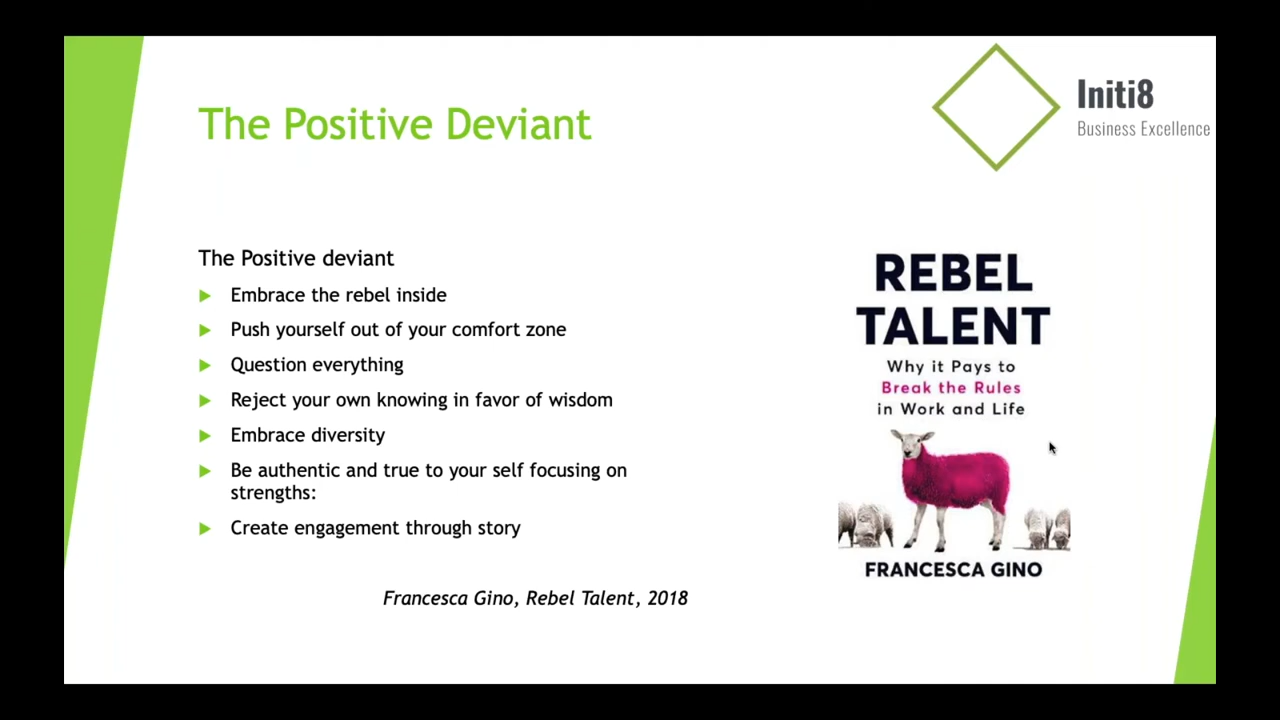 The Positive Deviant
Initi8
Business Excellence
The Positive deviant
Embrace the rebel inside
Push yourself out of your comfort zone
Question everything
Reject your own knowing in favor of wisdom
Embrace diversity
Be authentic and true to your self focusing on
strengths:
Create engagement through story
Francesca Gino, Rebel Talent, 2018
REBEL
TALENT
Why it Pays to
Break the Rules
in Work and Life
FRANCESCA GINO